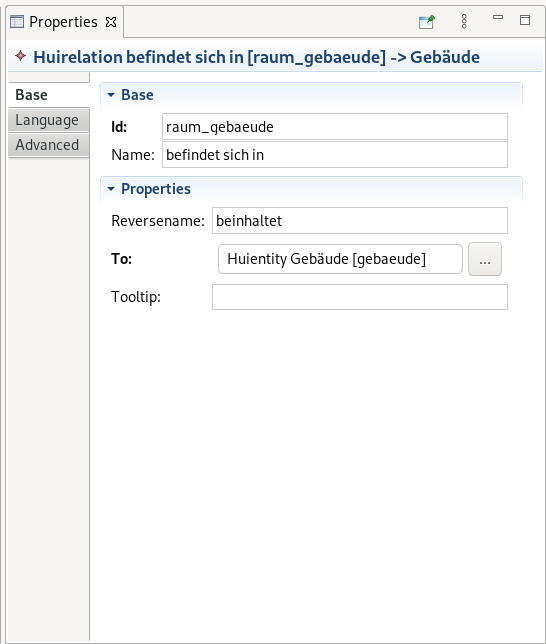 Properties
Huirelation befindet sich in [raum_gebaeude] -> Gebäude
Base
Language
Advanced
Base
Id: raum_gebaeude
Name: befindet sich in
Properties
Reversename: beinhaltet
To: Huientity Gebäude [gebaeude] ...
Tooltip: